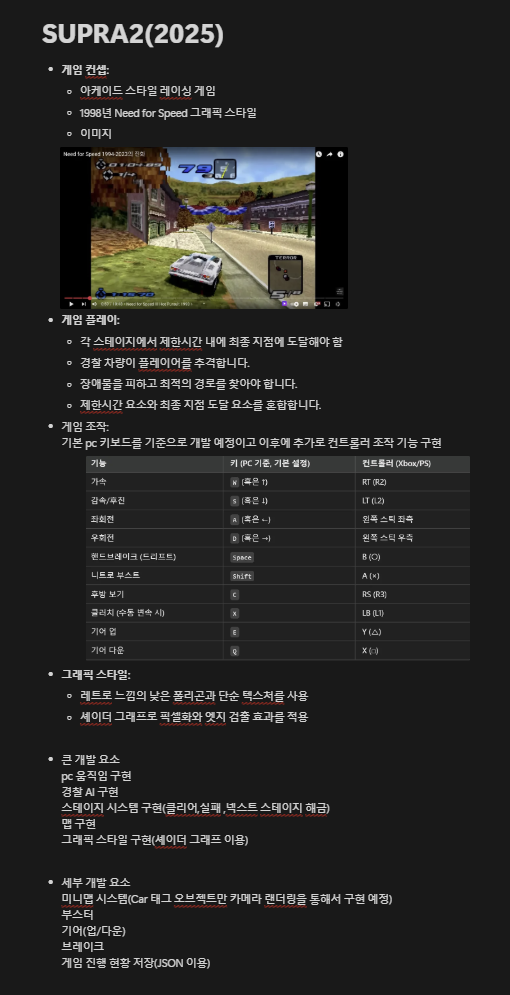 SUPRA2(2025)
게임 컨셉:
아케이드 스타일 레이싱 게임
1998년 Need for Speed 그래픽 스타일
이미지
Need for Speed 1994-2023의 진화
79
1/4
TERROR
게임 플레이:
각 스테이지에서 제한시간 내에 최종 지점에 도달해야 함
경찰 차량이 플레이어를 추격합니다.
장애물을 피하고 최적의 경로를 찾아야 합니다.
제한시간 요소와 최종 지점 도달 요소를 혼합합니다.
게임 조작:
기본 pc 키보드를 기준으로 개발 예정이고 이후에 추가로 컨트롤러 조작 기능 구현
기능 키 (PC 기준, 기본 설정) 컨트롤러 (Xbox/PS)
가속 W (혹은 ↑) RT (R2)
감속/후진 S (혹은 ↓) LT (L2)
좌회전 A (혹은 ←) 왼쪽 스틱 좌측
우회전 D (혹은 →) 왼쪽 스틱 우측
핸드브레이크 (드리프트) Space B (○)
니트로 부스트 Shift A (×)
후방 보기 C RS (R3)
클러치 (수동 변속 시) X LB (L1)
기어 업 E Y (△)
기어 다운 Q X (□)
그래픽 스타일:
레트로 느낌의 낮은 폴리곤과 단순 텍스처를 사용
셰이더 그래프로 픽셀화와 엣지 검출 효과를 적용
큰 개발 요소
pc 움직임 구현
경찰 AI 구현
스테이지 시스템 구현(클리어,실패 ,넥스트 스테이지 해금)
맵 구현
그래픽 스타일 구현(셰이더 그래프 이용)
세부 개발 요소
미니맵 시스템(Car 태그 오브젝트만 카메라 랜더링을 통해서 구현 예정)
부스터
기어(업/다운)
브레이크
게임 진행 현황 저장(JSON 이용)